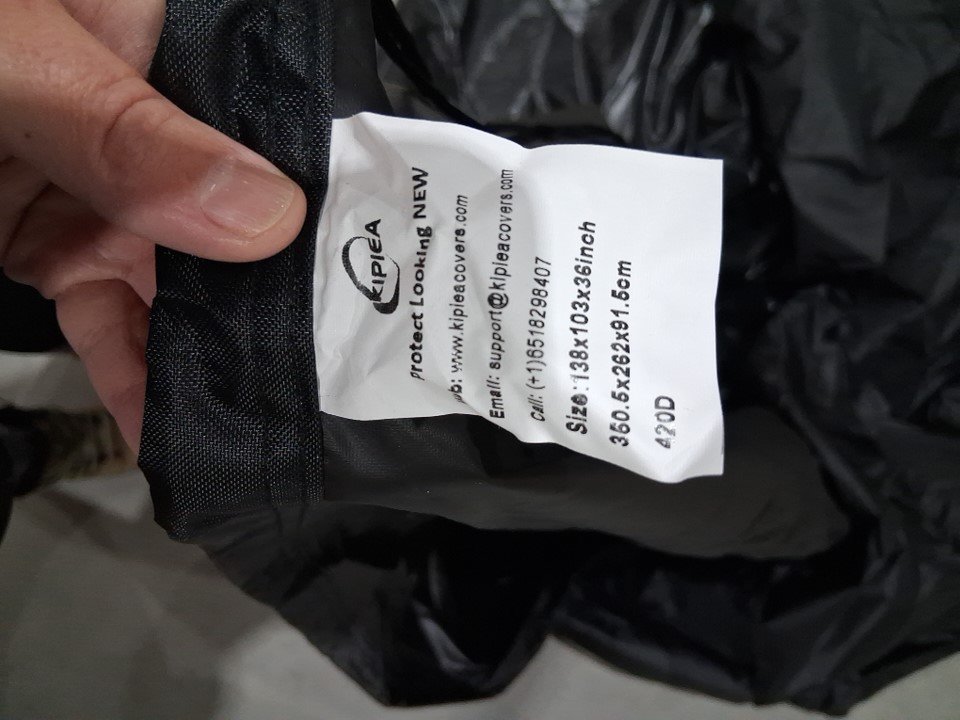 KIPIEA
Protect Looking NEW
www.kipieacovers.com
Email: support@kipieacovers.com
Call: (+1)6518298407
Size:138x103x36inch
350.5x262x91.5cm
420D